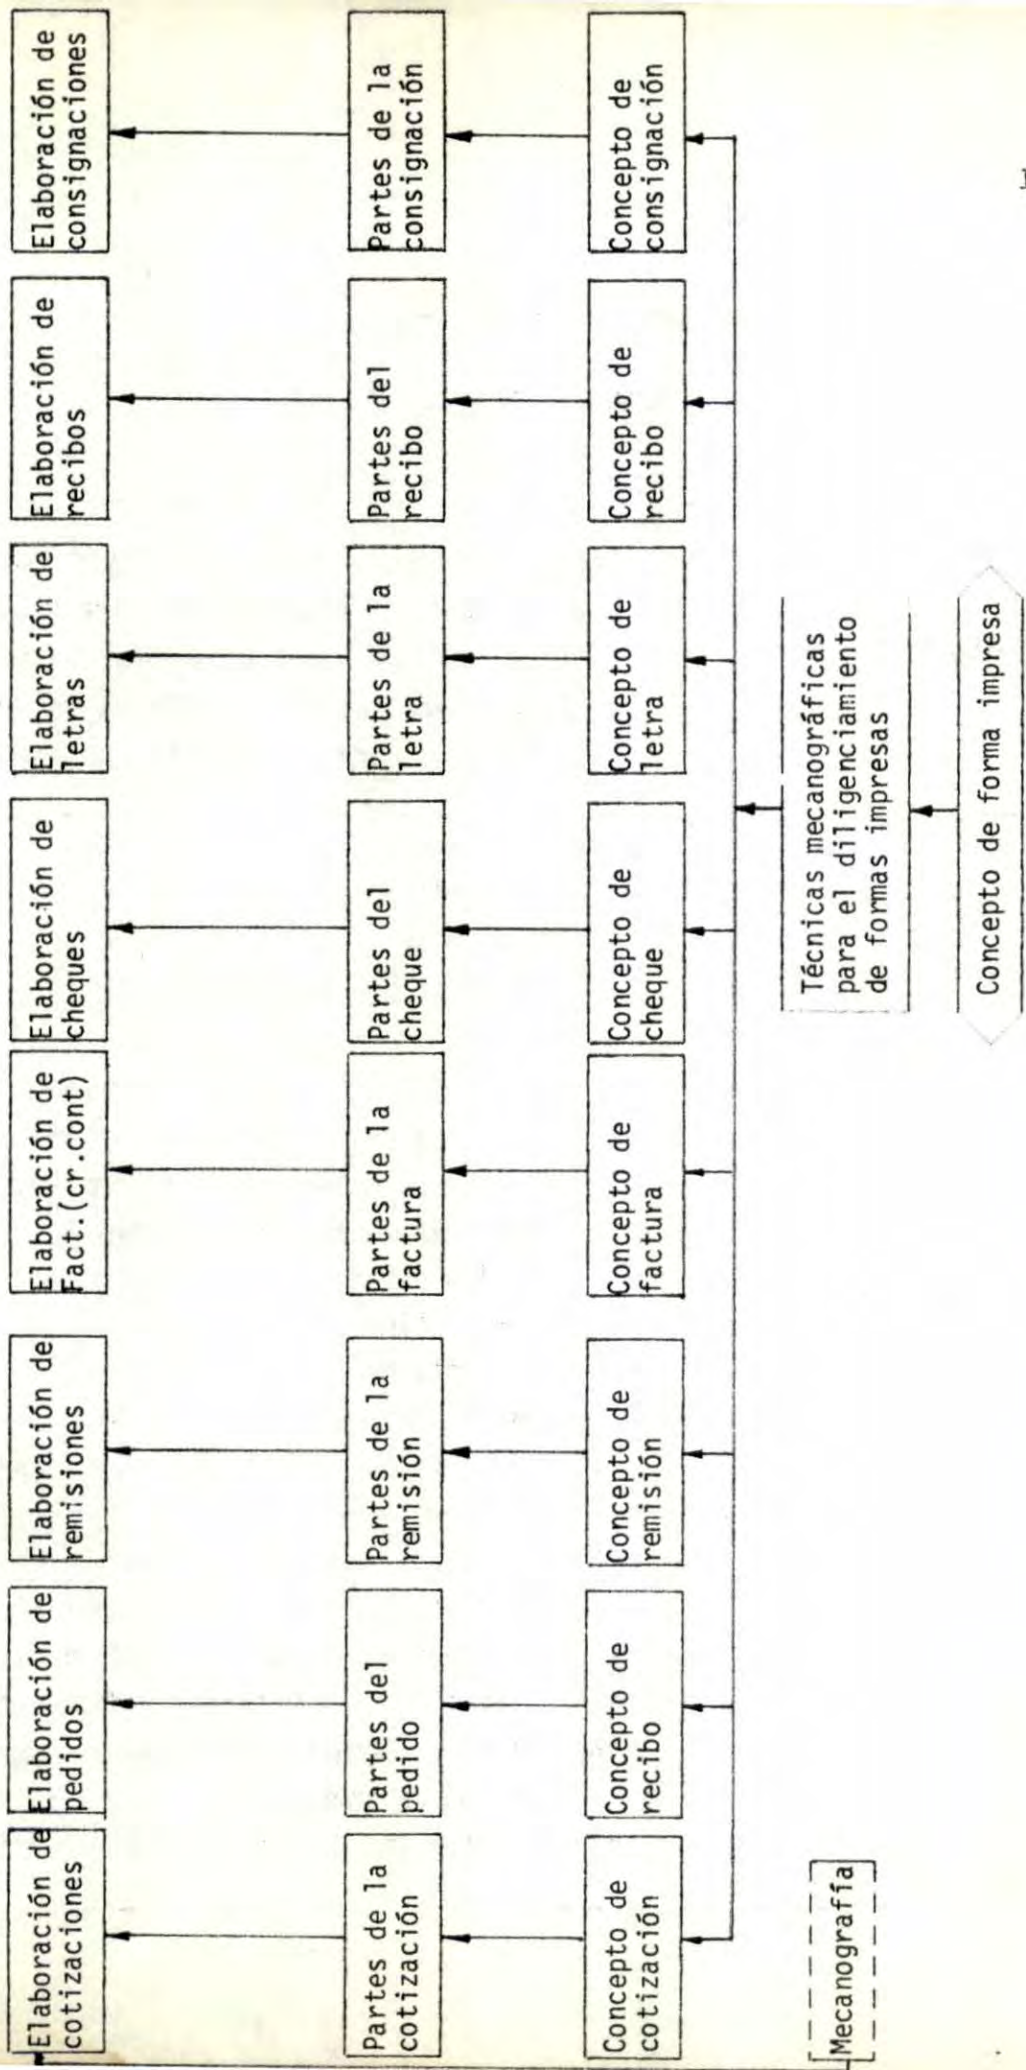 Elaboración de
cotizaciones
Elaboración de
pedidos
Elaboración de
remisiones
Elaboración de
Fact.(cr.cont)
Elaboración de
cheques
Elaboración de
letras
Elaboración de
recibos
Elaboración de
consignaciones
Partes de la
cotización
Partes del
pedido
Partes de la
remisión
Partes de la
factura
Partes del
cheque
Partes de la
letra
Partes del
recibo
Partes de la
consignación
Concepto de
cotización
Concepto de
recibo
Concepto de
remisión
Concepto de
factura
Concepto de
cheque
Concepto de
letra
Concepto de
recibo
Concepto de
consignación
Mecanografía
Técnicas mecanográficas
para el diligenciamiento
de formas impresas
Concepto de forma impresa